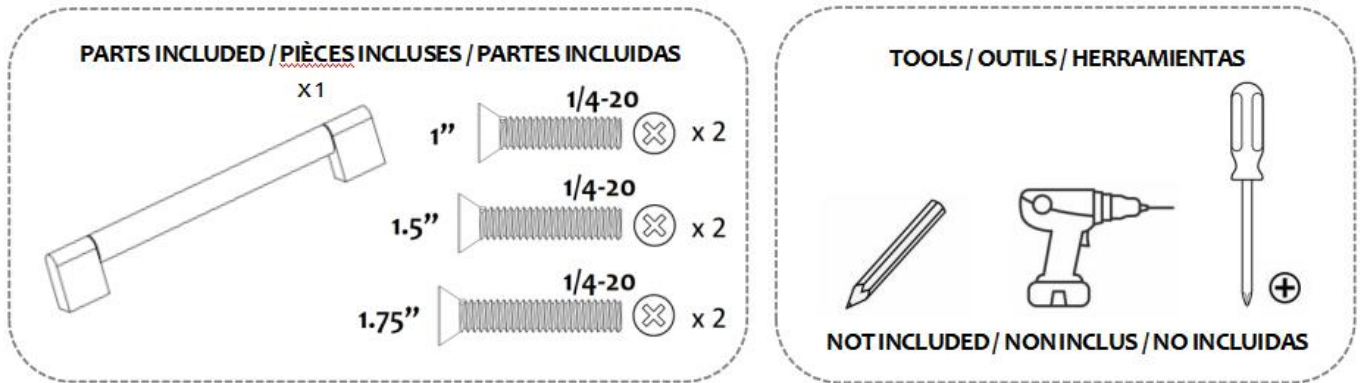 PARTS INCLUDED / PIÈCES INCLUSES / PARTES INCLUIDAS
x 1
1/4-20
1” x 2
1/4-20
1.5” x 2
1/4-20
1.75” x 2
TOOLS / OUTILS / HERRAMIENTAS
NOT INCLUDED / NON INCLUS / NO INCLUIDAS